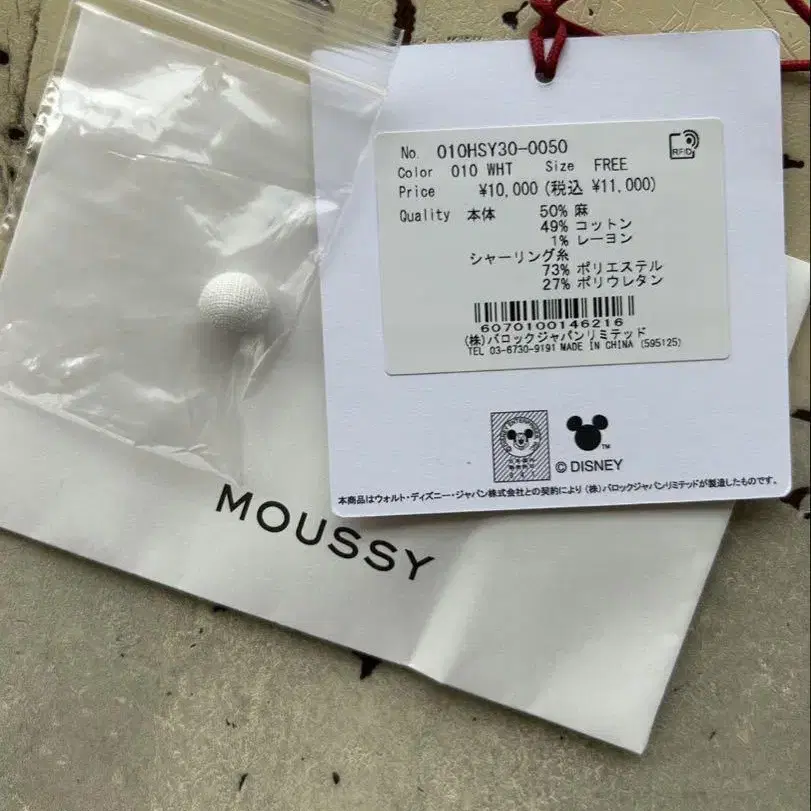 No. 010HSY30-0050
RFID
Color 010 WHT Size FREE
Price ¥10,000 (税込 ¥11,000)
Quality 本体 50% 麻
49% コットン
1% レーヨン
シャーリング糸
73% ポリエステル
27% ポリウレタン
6070100146216
(株)バロックジャパンリミテッド
TEL 03-6730-9191 MADE IN CHINA (595125)
TM
© DISNEY
本商品はウォルト・ディズニー・ジャパン株式会社との契約により (株)バロックジャパンリミテッドが製造したものです。
MOUSSY